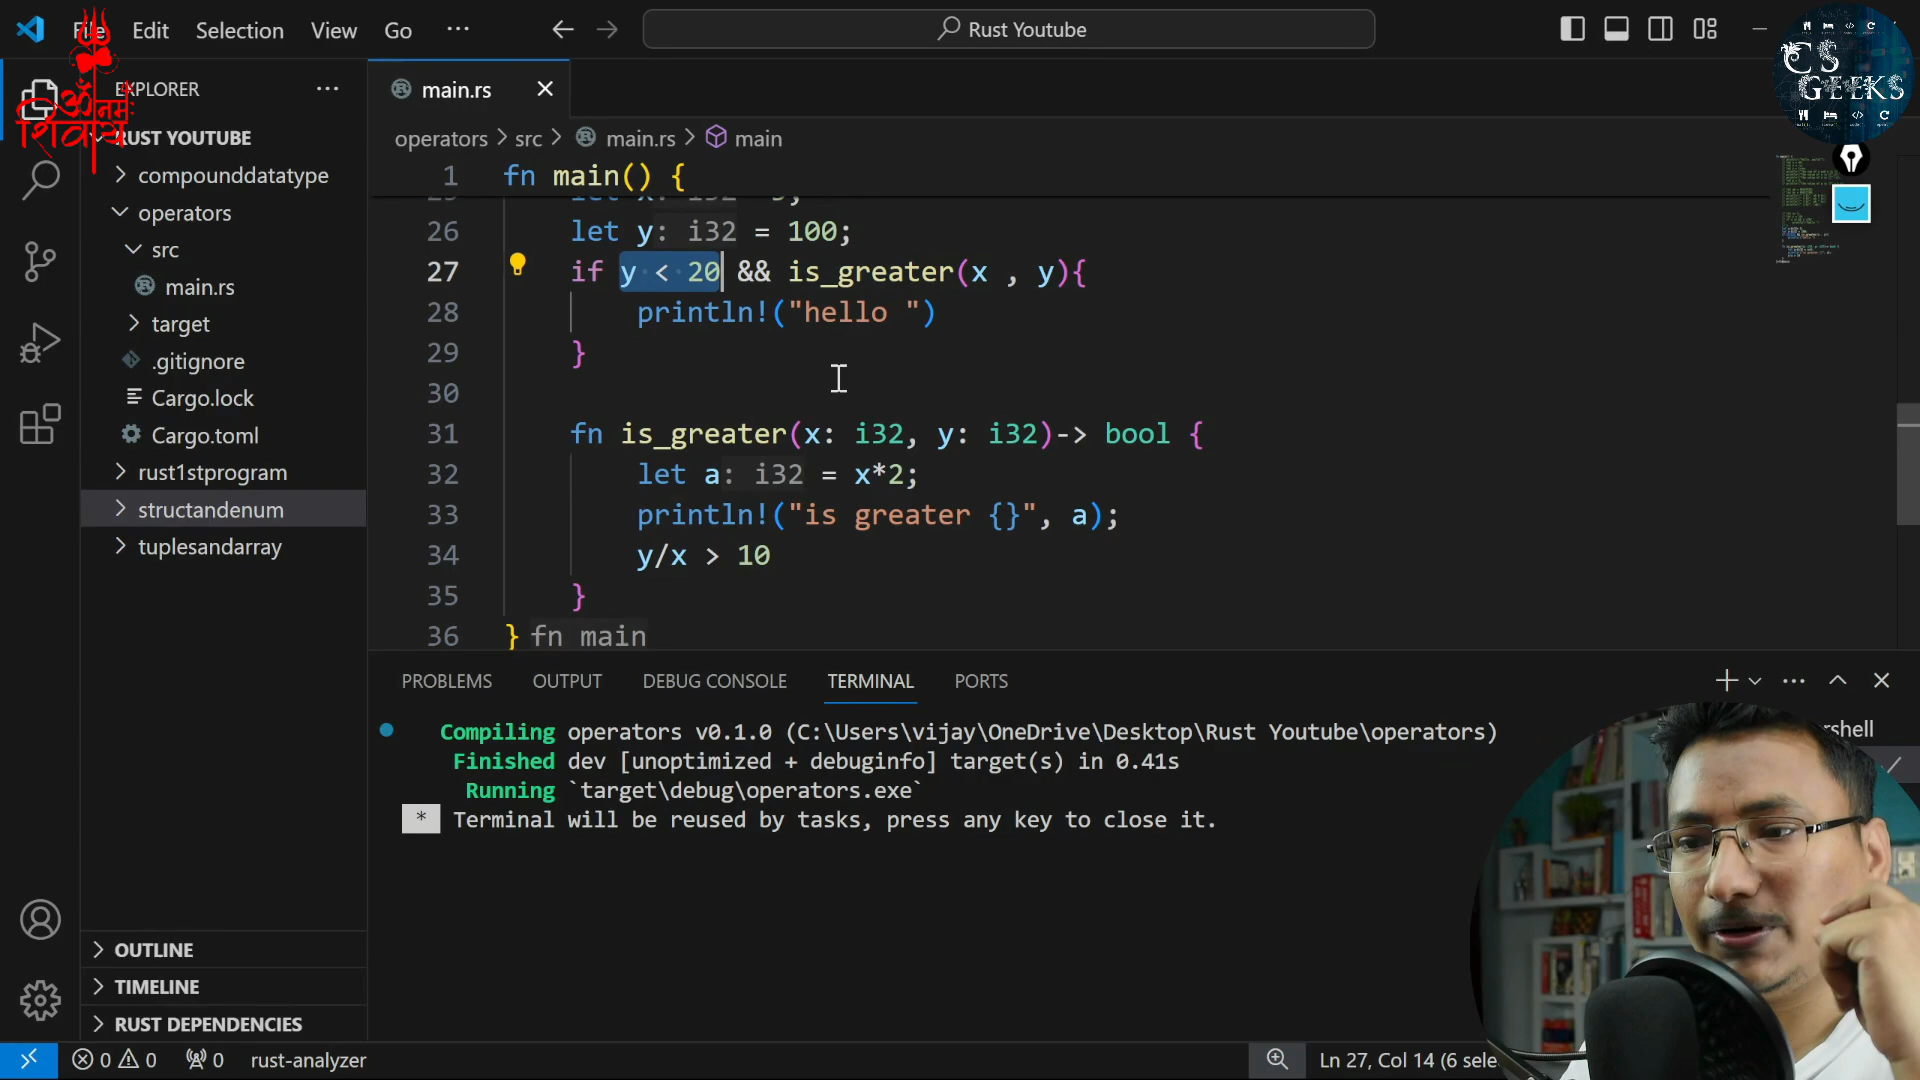 File Edit Selection View Go ...
Rust Youtube
CS
GEEKS
ॐ नमः
शिवाय
EXPLORER
RUST YOUTUBE
compounddatatype
operators
src
main.rs
target
.gitignore
Cargo.lock
Cargo.toml
rust1stprogram
structandenum
tuplesandarray
OUTLINE
TIMELINE
RUST DEPENDENCIES
main.rs
operators > src > main.rs > main
1 fn main() {
26 let y: i32 = 100;
27 if y < 20 && is_greater(x , y){
28 println!("hello ")
29 }
30
31 fn is_greater(x: i32, y: i32)-> bool {
32 let a: i32 = x*2;
33 println!("is greater {}", a);
34 y/x > 10
35 }
36 } fn main
PROBLEMS OUTPUT DEBUG CONSOLE TERMINAL PORTS
Compiling operators v0.1.0 (C:\Users\vijay\OneDrive\Desktop\Rust Youtube\operators)
Finished dev [unoptimized + debuginfo] target(s) in 0.41s
Running `target\debug\operators.exe`
* Terminal will be reused by tasks, press any key to close it.
0 0 0 rust-analyzer
Ln 27, Col 14 (6 sele